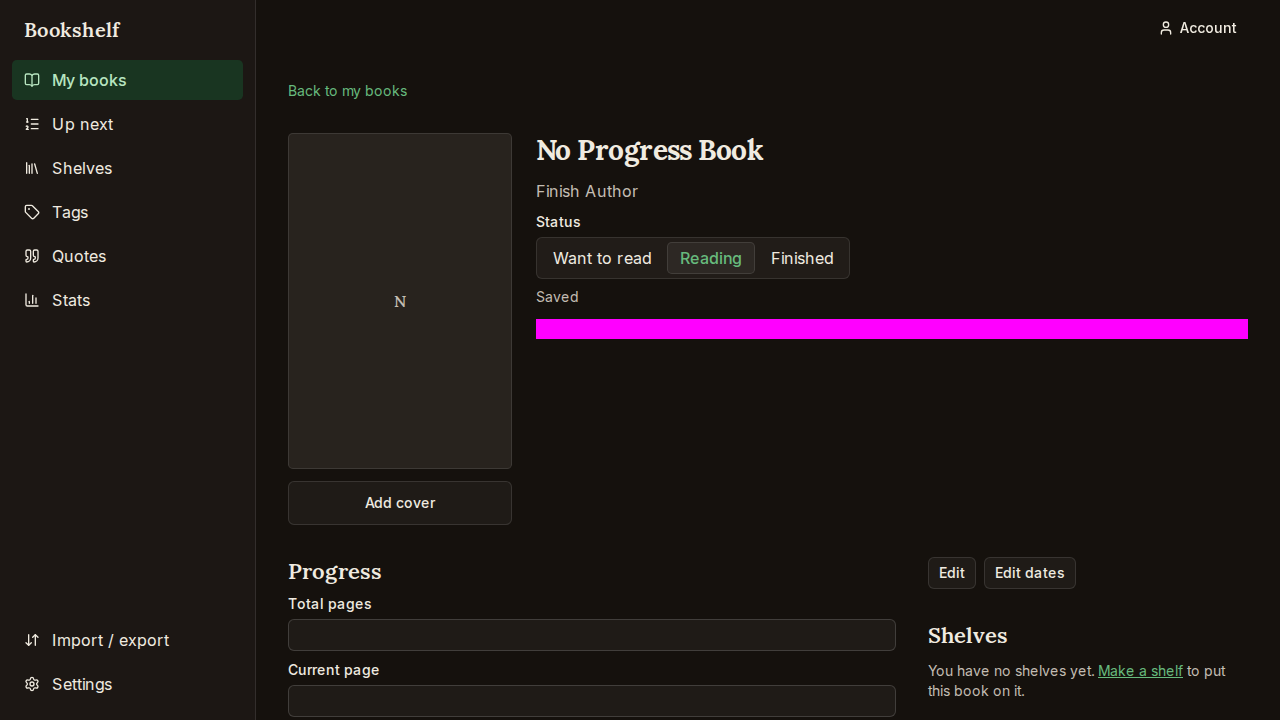 Bookshelf
My books
Up next
Shelves
Tags
Quotes
Stats
Import / export
Settings
Account
Back to my books
N
Add cover
No Progress Book
Finish Author
Status
Want to read
Reading
Finished
Saved
Progress
Total pages
Current page
Edit
Edit dates
Shelves
You have no shelves yet. Make a shelf to put
this book on it.